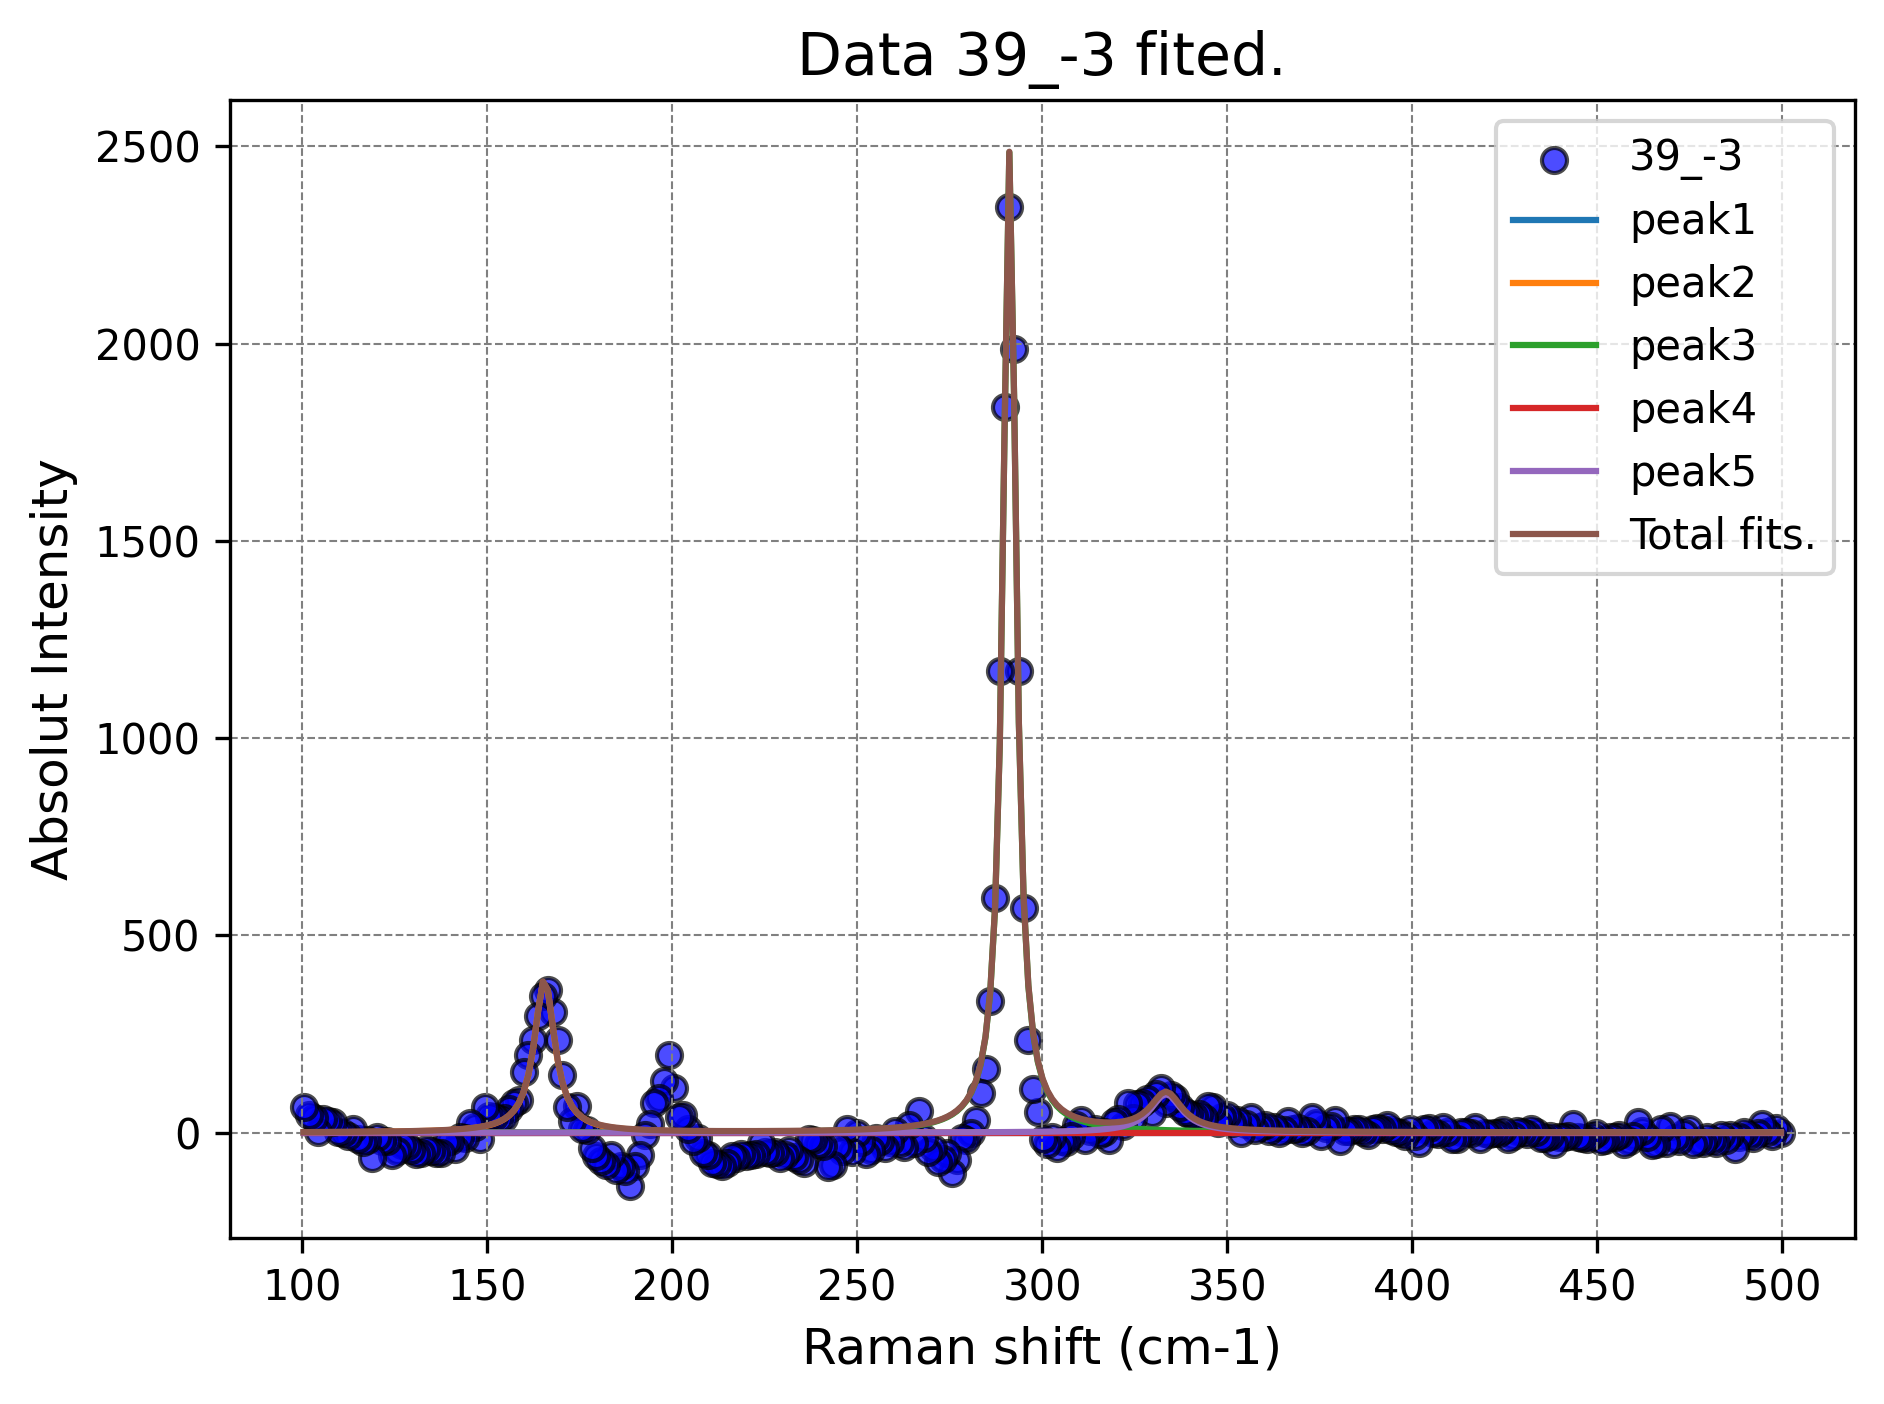 Data 39_-3 fited.
2500
2000
1500
1000
500
0
Absolut Intensity
39_-3
peak1
peak2
peak3
peak4
peak5
Total fits.
100 150 200 250 300 350 400 450 500
Raman shift (cm-1)